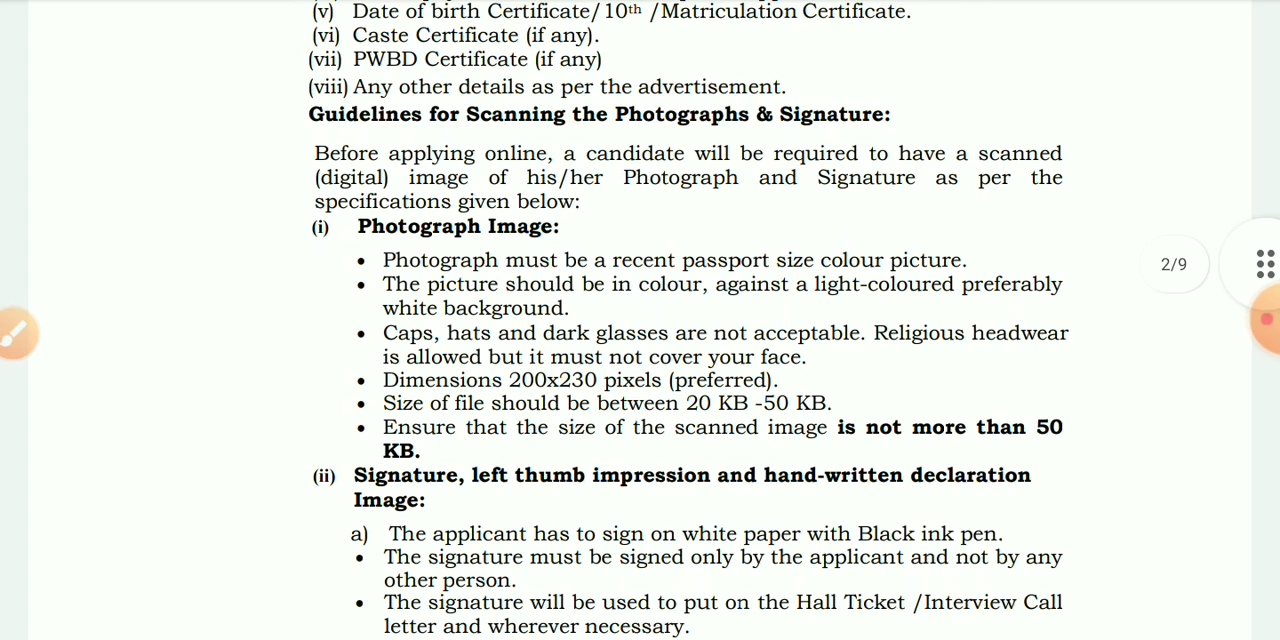 (v) Date of birth Certificate/ 10th /Matriculation Certificate.
(vi) Caste Certificate (if any).
(vii) PWBD Certificate (if any)
(viii) Any other details as per the advertisement.
Guidelines for Scanning the Photographs & Signature:
Before applying online, a candidate will be required to have a scanned
(digital) image of his/her Photograph and Signature as per the
specifications given below:
(i) Photograph Image:
• Photograph must be a recent passport size colour picture.
• The picture should be in colour, against a light-coloured preferably
white background.
• Caps, hats and dark glasses are not acceptable. Religious headwear
is allowed but it must not cover your face.
• Dimensions 200x230 pixels (preferred).
• Size of file should be between 20 KB -50 KB.
• Ensure that the size of the scanned image is not more than 50
KB.
(ii) Signature, left thumb impression and hand-written declaration
Image:
a) The applicant has to sign on white paper with Black ink pen.
• The signature must be signed only by the applicant and not by any
other person.
• The signature will be used to put on the Hall Ticket /Interview Call
letter and wherever necessary.
2/9